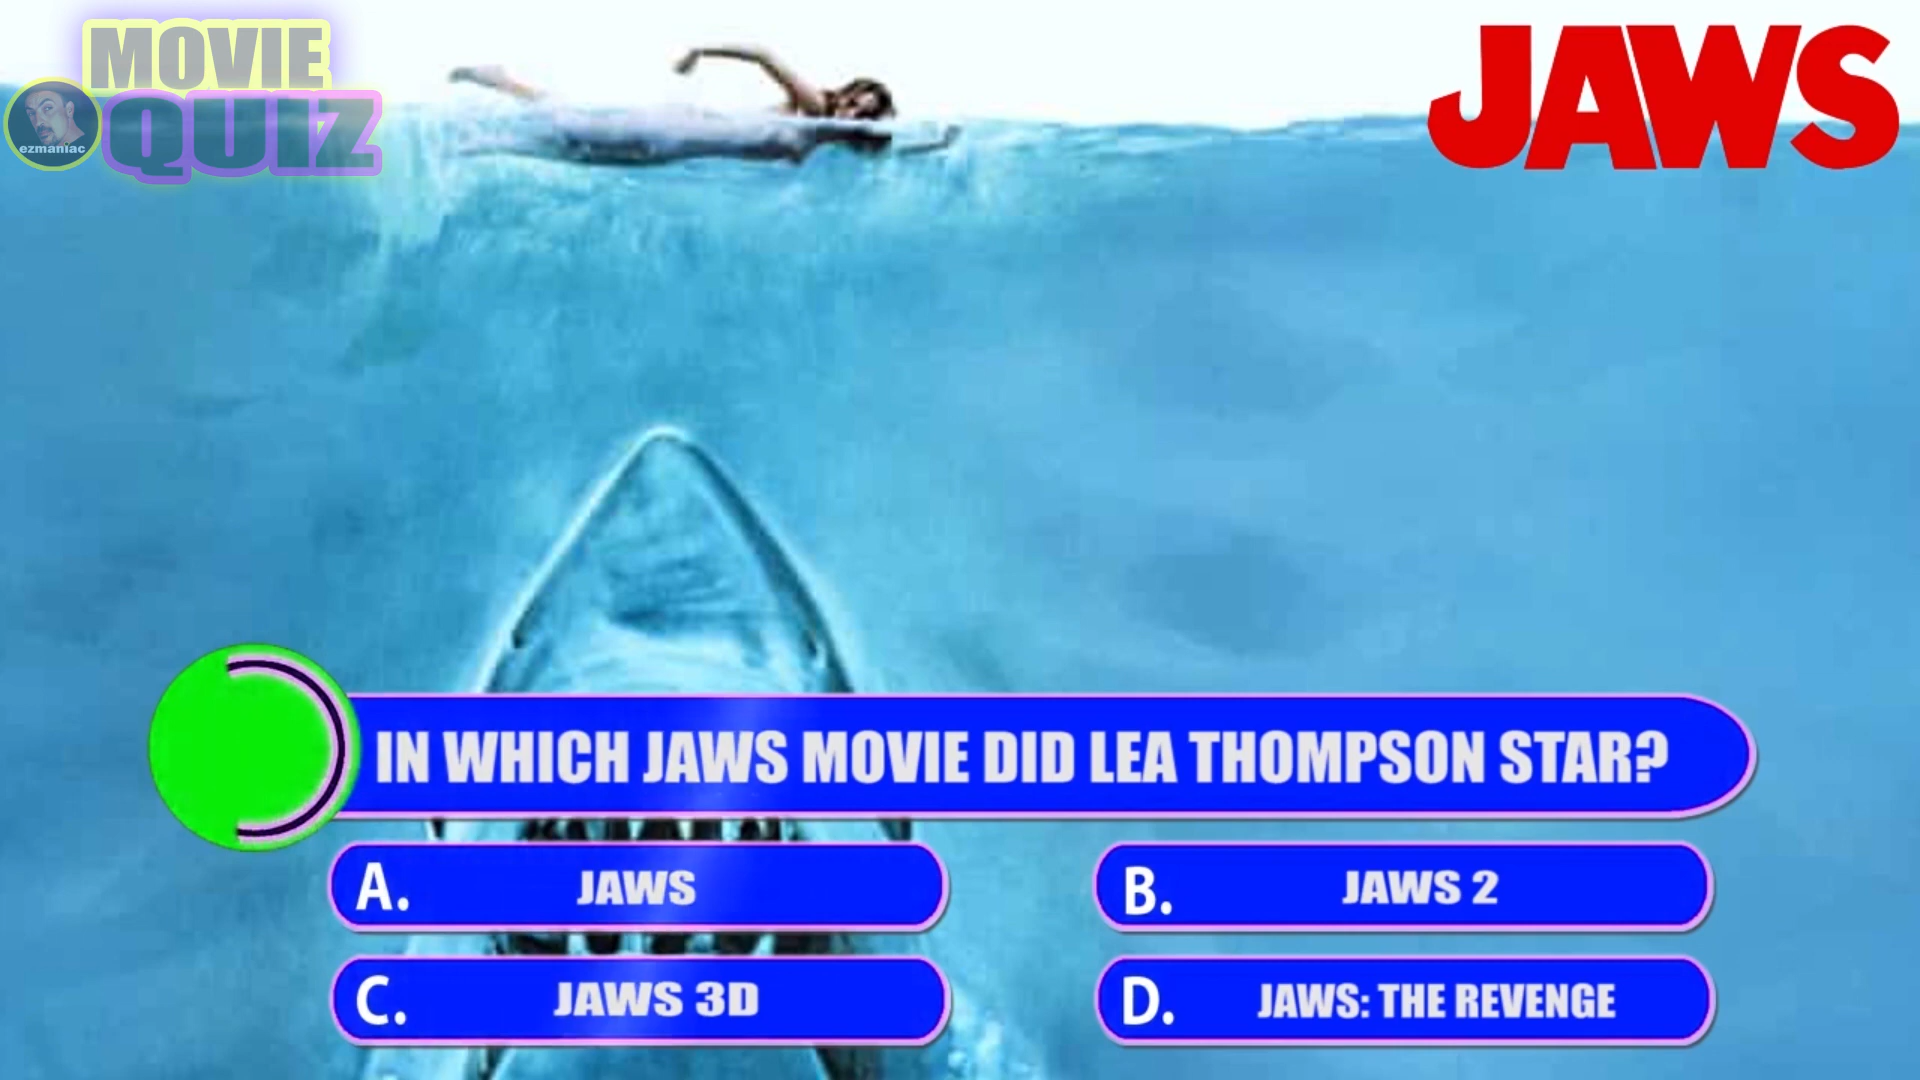 MOVIE
QUIZ
ezmaniac
JAWS
IN WHICH JAWS MOVIE DID LEA THOMPSON STAR?
A. JAWS
B. JAWS 2
C. JAWS 3D
D. JAWS: THE REVENGE